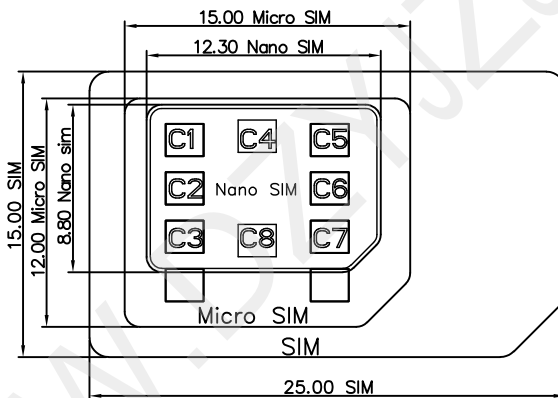 15.00 Micro SIM
12.30 Nano SIM
15.00 SIM
12.00 Micro SIM
8.80 Nano sim
C1 C4 C5
C2 Nano SIM C6
C3 C8 C7
Micro SIM
SIM
25.00 SIM